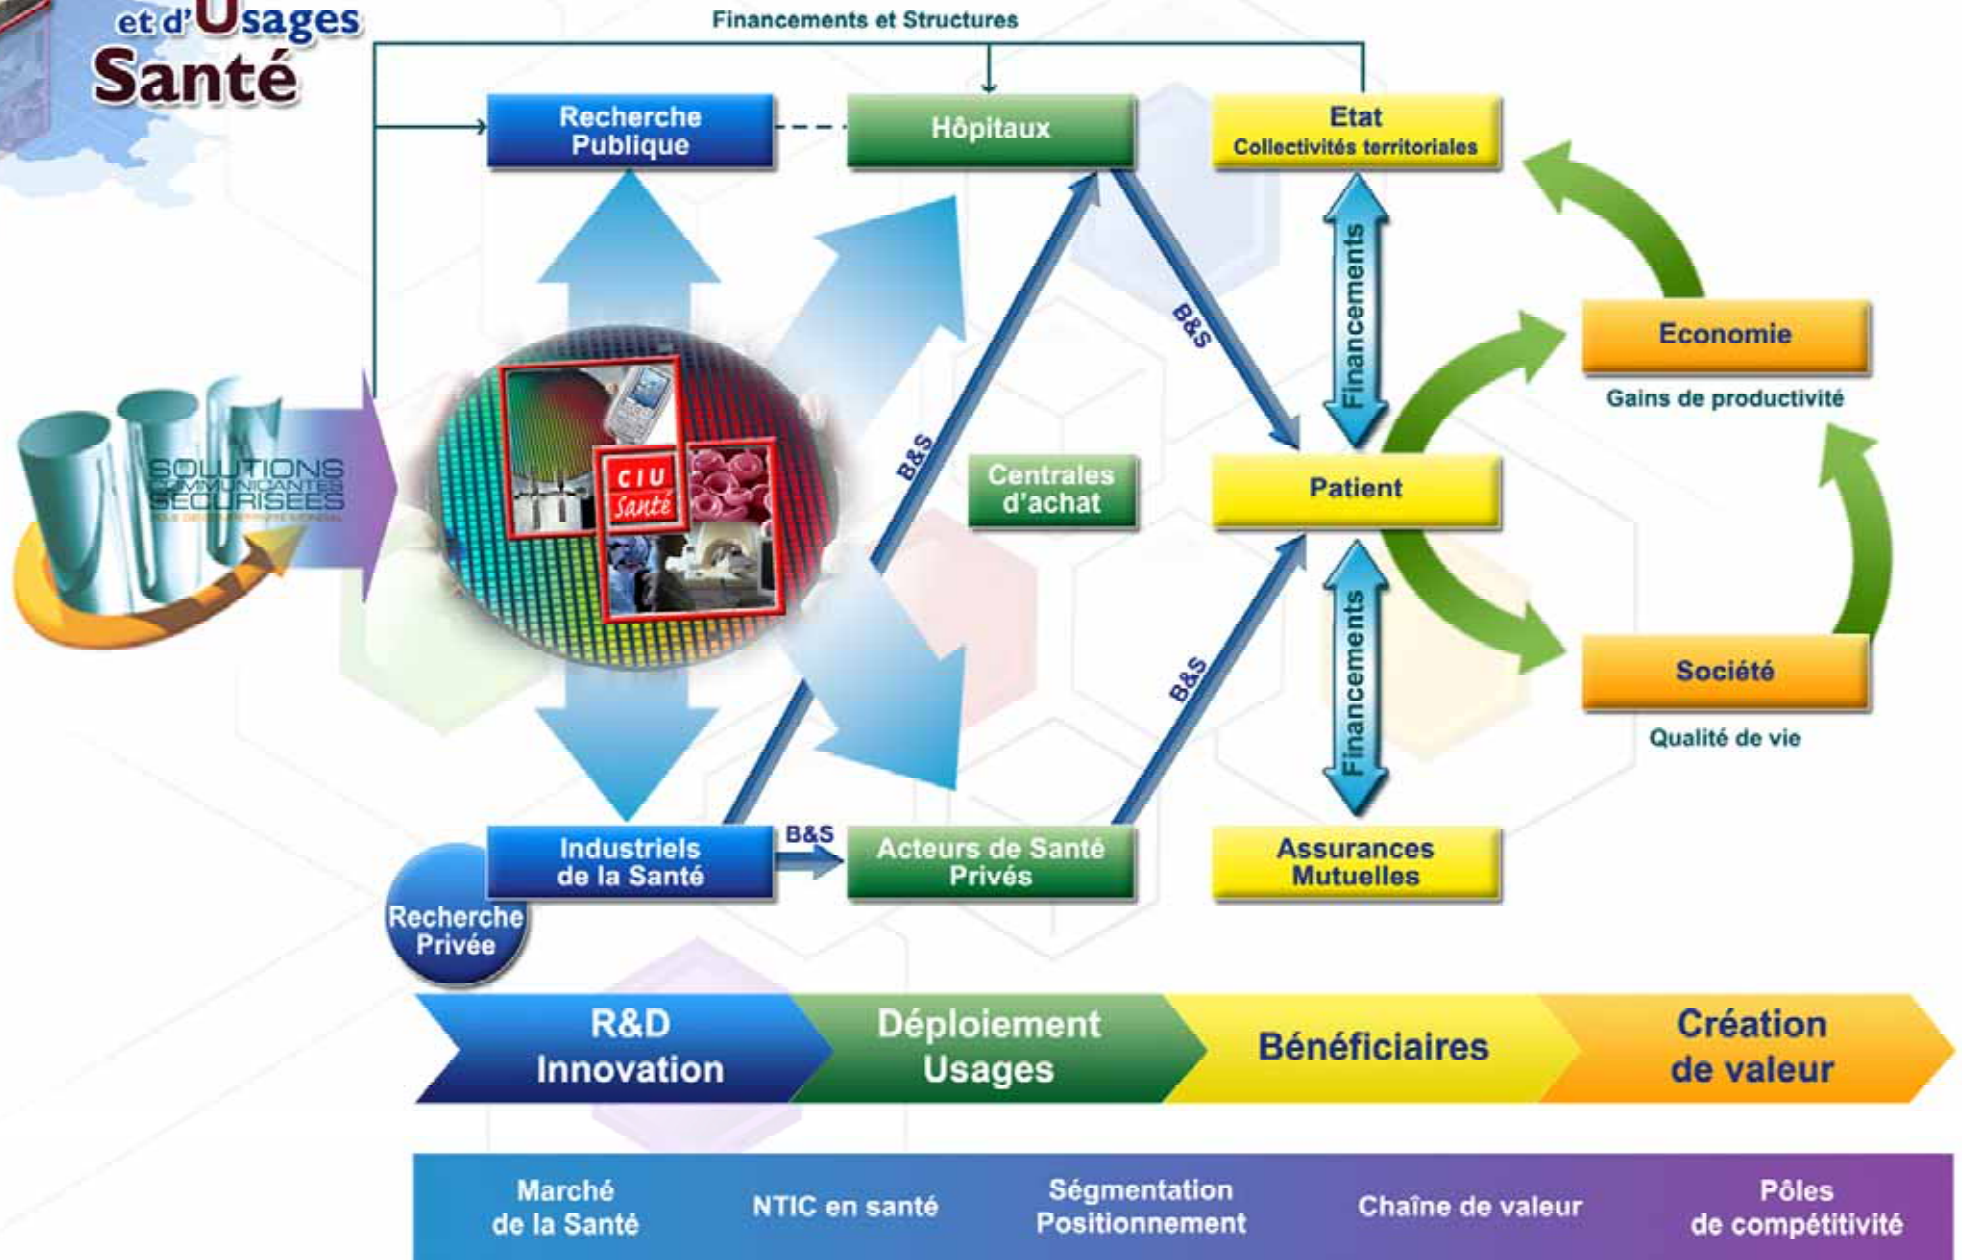 et d'Usages
Santé
Financements et Structures
Recherche
Publique
Hôpitaux
Etat
Collectivités territoriales
Financements
B&S
Economie
Gains de productivité
SOLUTIONS
COMMUNICANTES
SÉCURISÉES
CIU
Santé
B&S
Centrales
d'achat
Patient
B&S
Financements
Société
Qualité de vie
Industriels
de la Santé
B&S
Acteurs de Santé
Privés
Assurances
Mutuelles
Recherche
Privée
R&D
Innovation
Déploiement
Usages
Bénéficiaires
Création
de valeur
Marché
de la Santé
NTIC en santé
Ségmentation
Positionnement
Chaîne de valeur
Pôles
de compétitivité